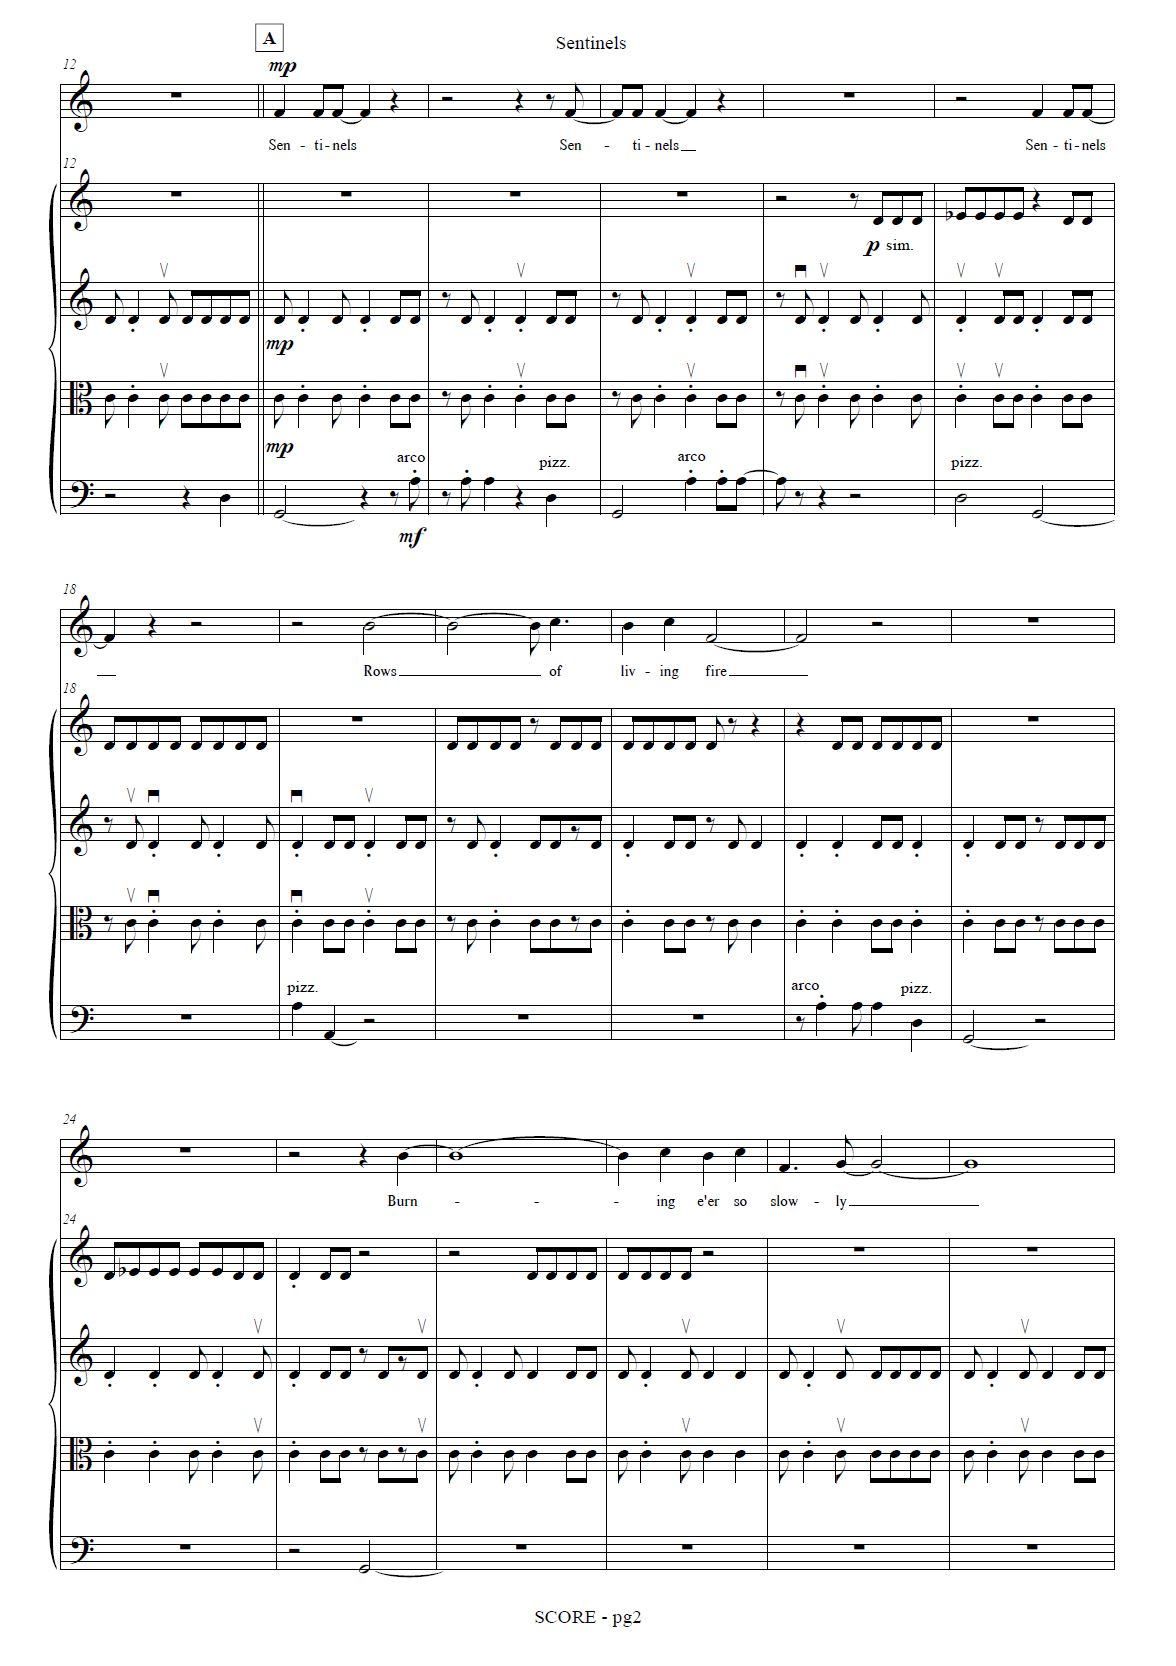 A
Sentinels
12
mp
Sen - ti - nels Sen - ti - nels Sen - ti - nels
12
p sim.
mp
mp
arco pizz. arco pizz.
mf
18
Rows of liv - ing fire
18
pizz. arco pizz.
24
Burn - - - ing e'er so slow - ly
24
SCORE - pg2